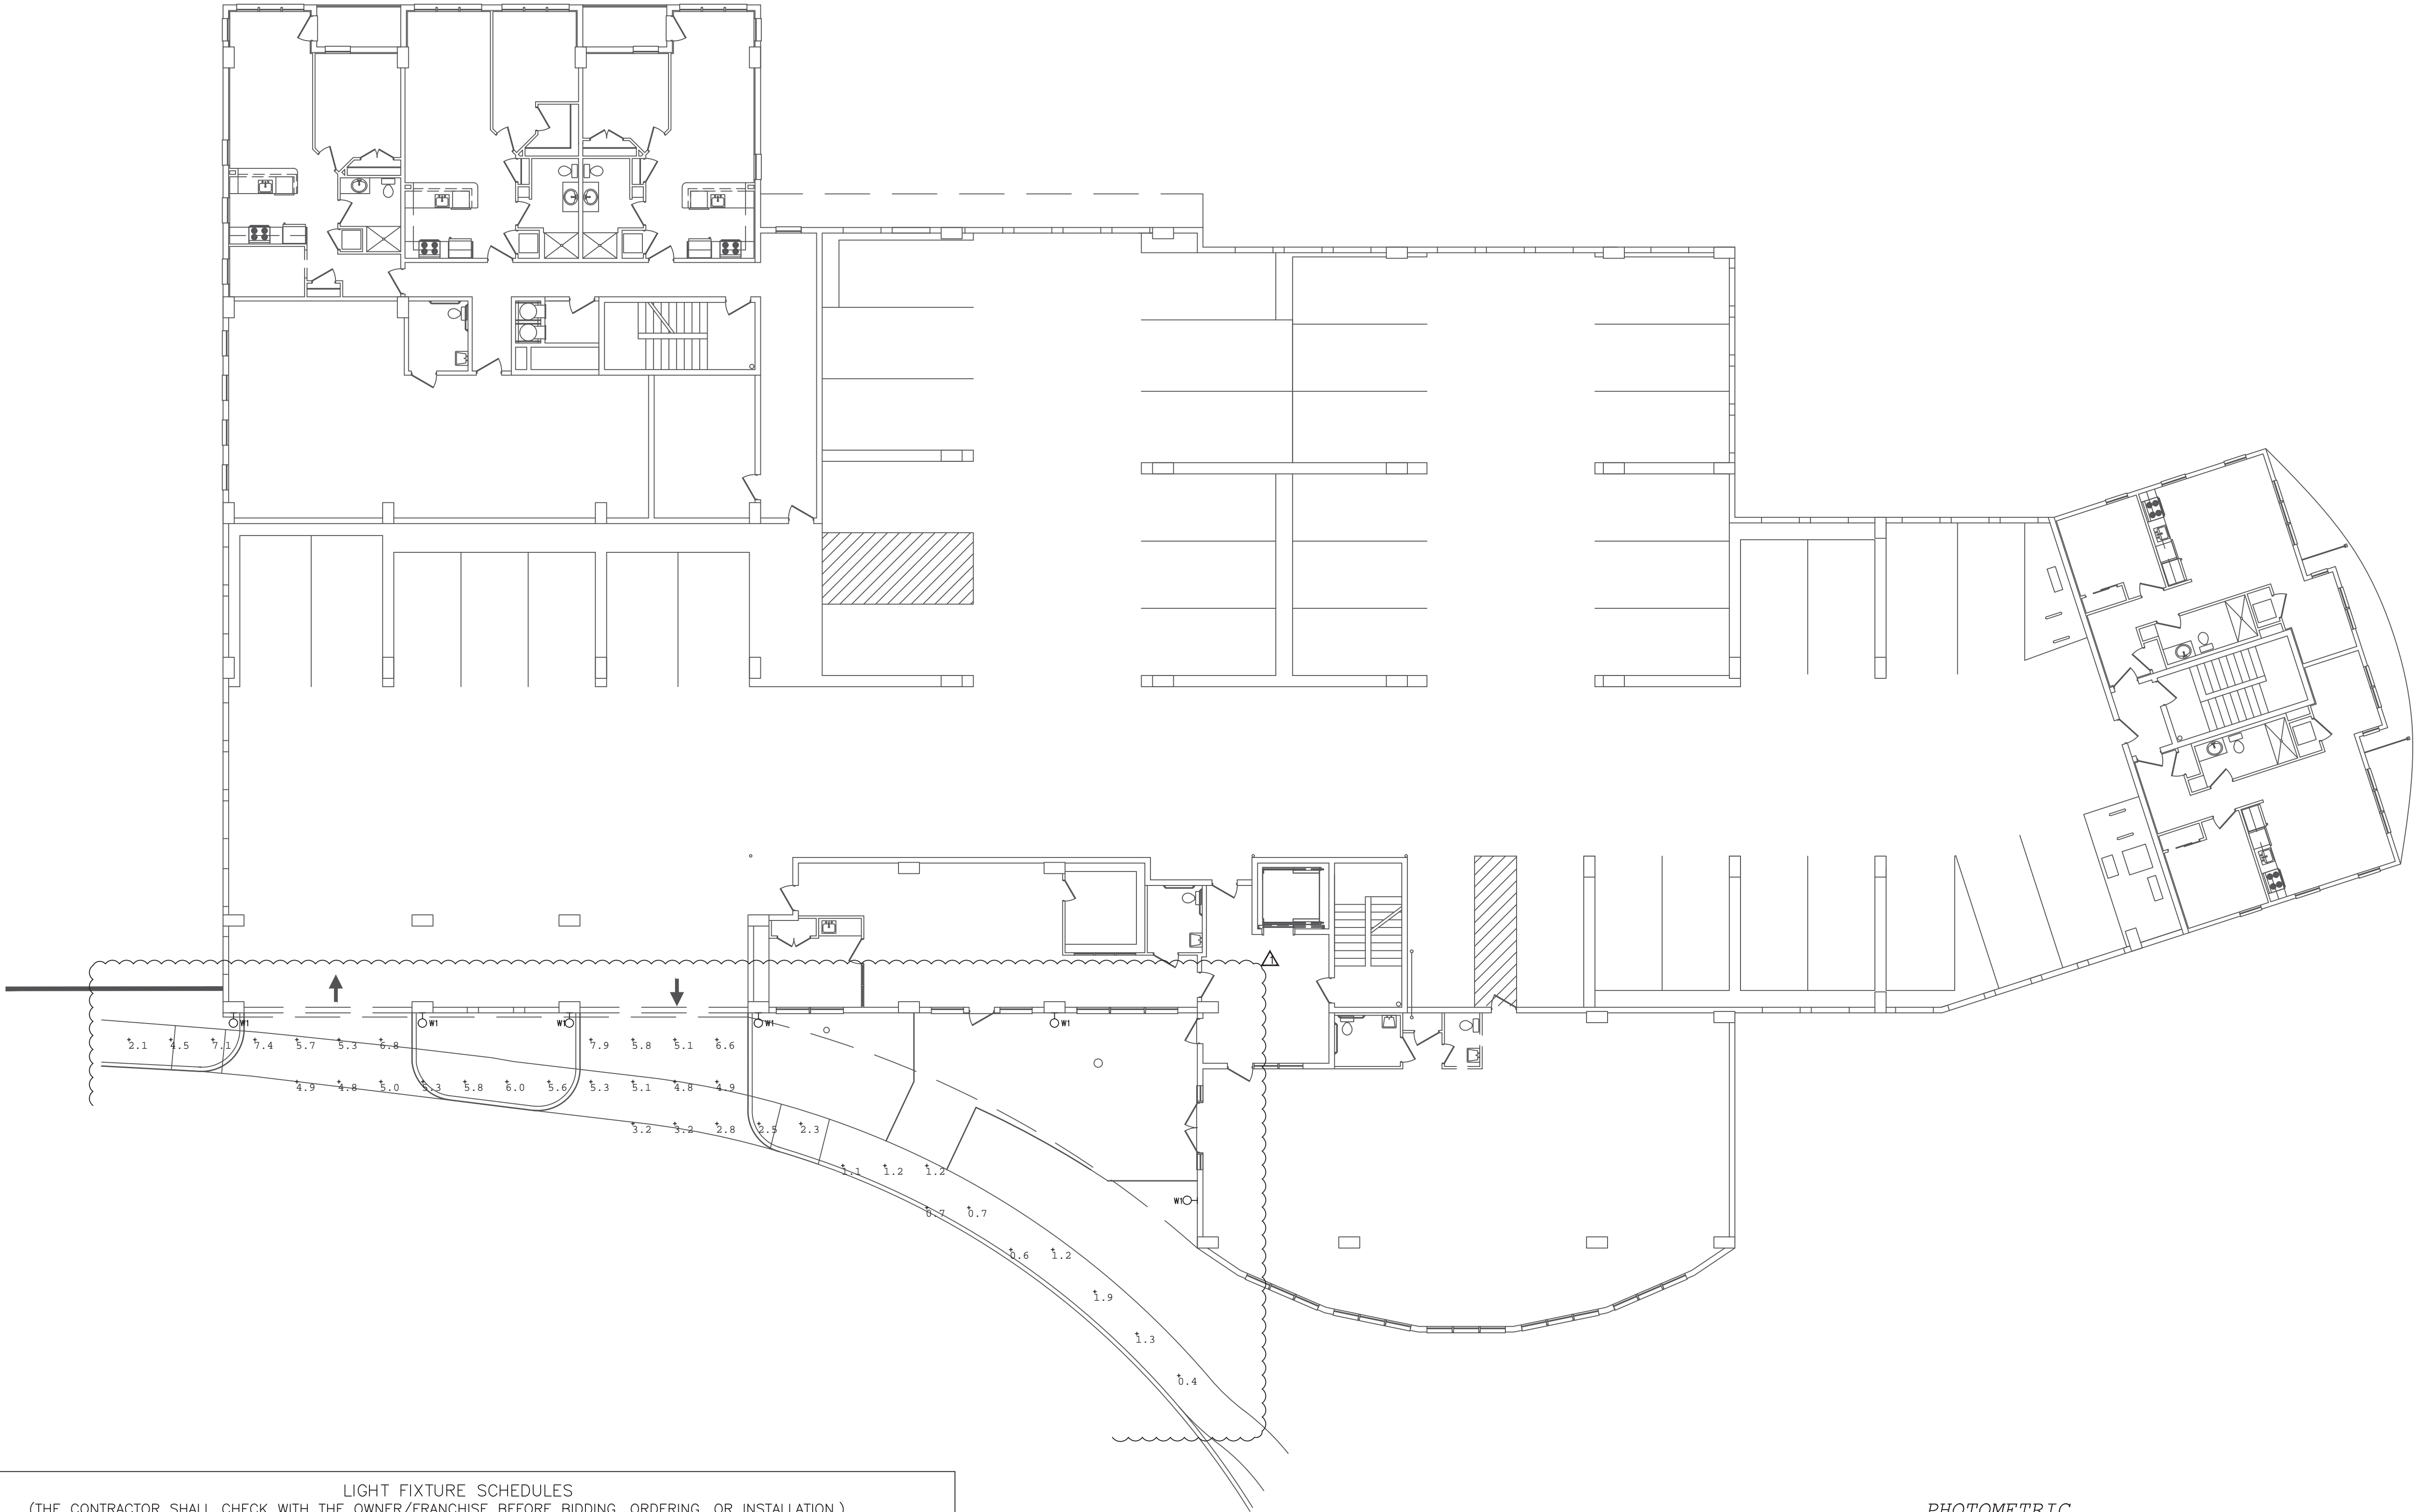 1
W1 W1 W1 W1 W1
2.1 4.5 7.1 7.4 5.7 5.3 6.8 7.9 5.8 5.1 6.6
4.9 4.8 5.0 5.3 5.8 6.0 5.6 5.3 5.1 4.8 4.9
3.2 3.2 2.8 2.5 2.3
1.1 1.2 1.2
W1
0.7 0.7
0.6 1.2
1.9
1.3
0.4
LIGHT FIXTURE SCHEDULES
(THE CONTRACTOR SHALL CHECK WITH THE OWNER/FRANCHISE BEFORE BIDDING, ORDERING, OR INSTALLATION.)
PHOTOMETRIC